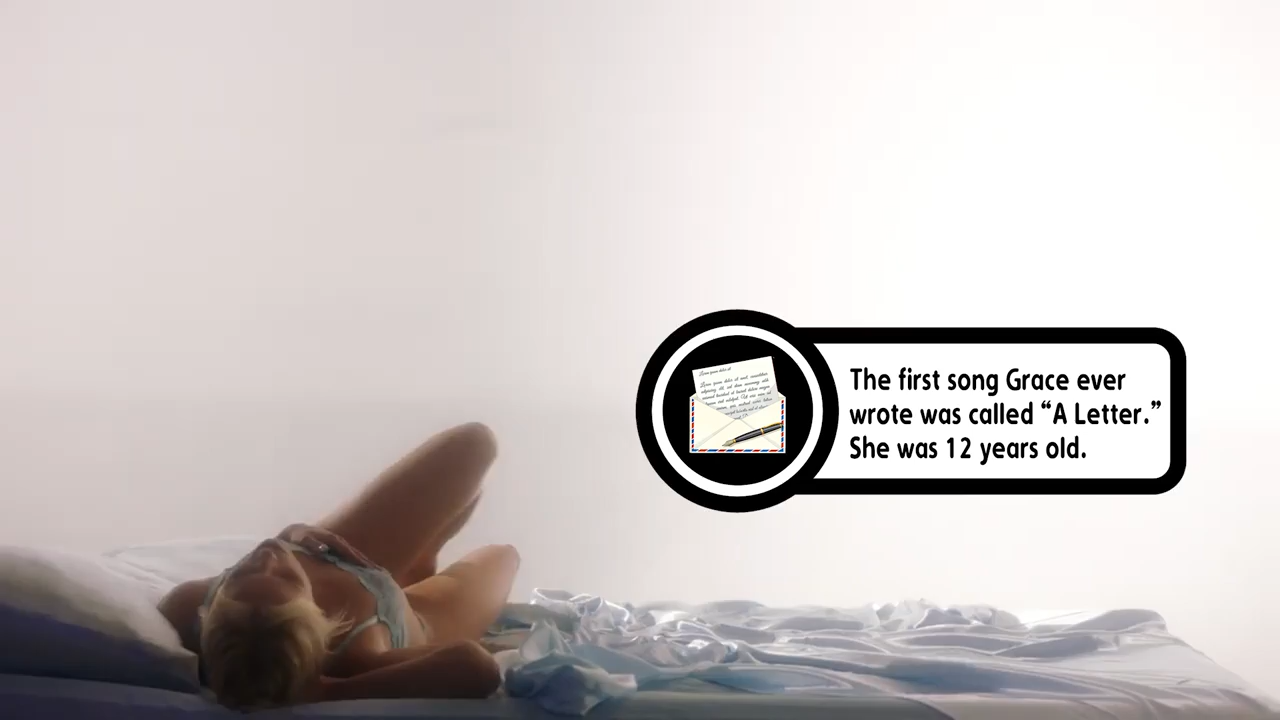 The first song Grace ever
wrote was called “A Letter.”
She was 12 years old.